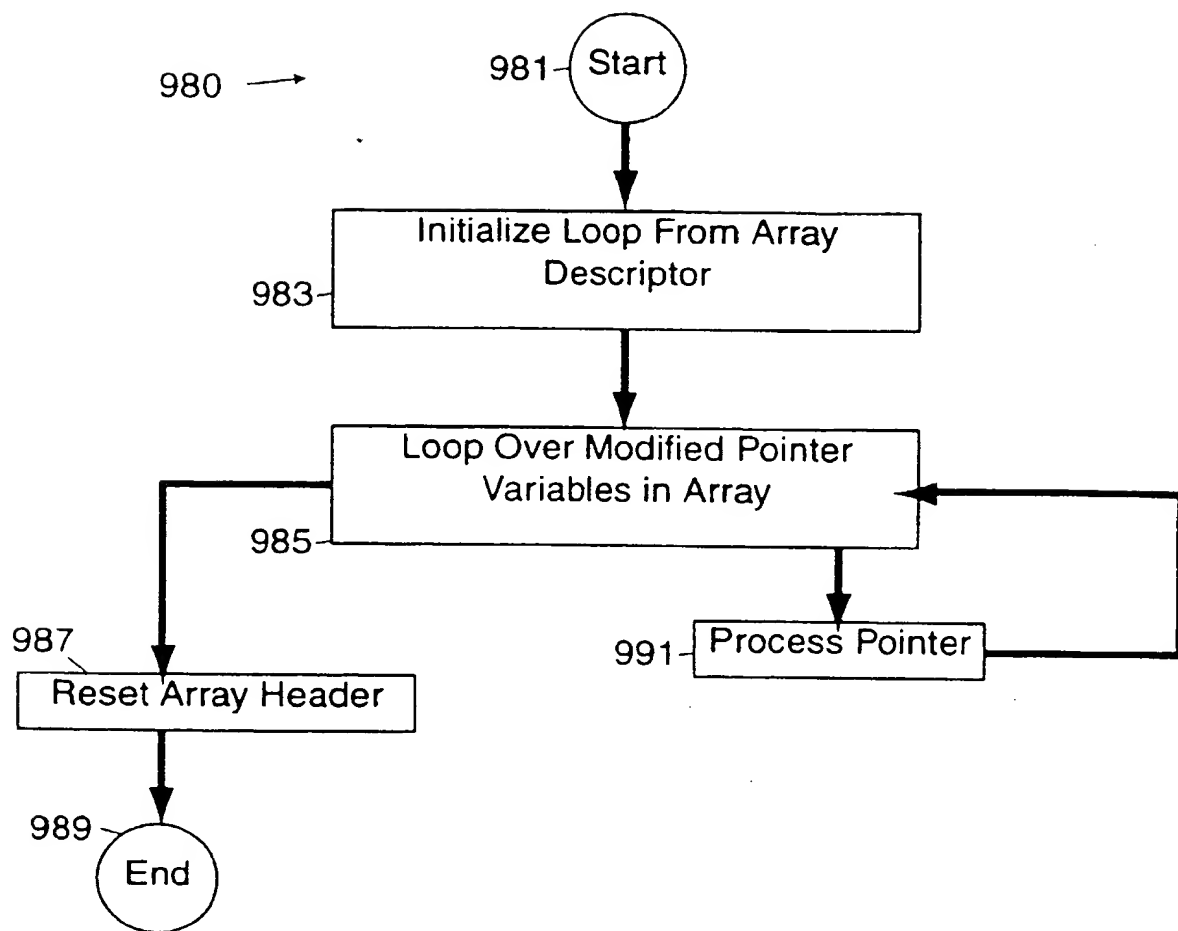 980
981
Start
Initialize Loop From Array
Descriptor
983
Loop Over Modified Pointer
Variables in Array
985
987
991
Process Pointer
Reset Array Header
989
End